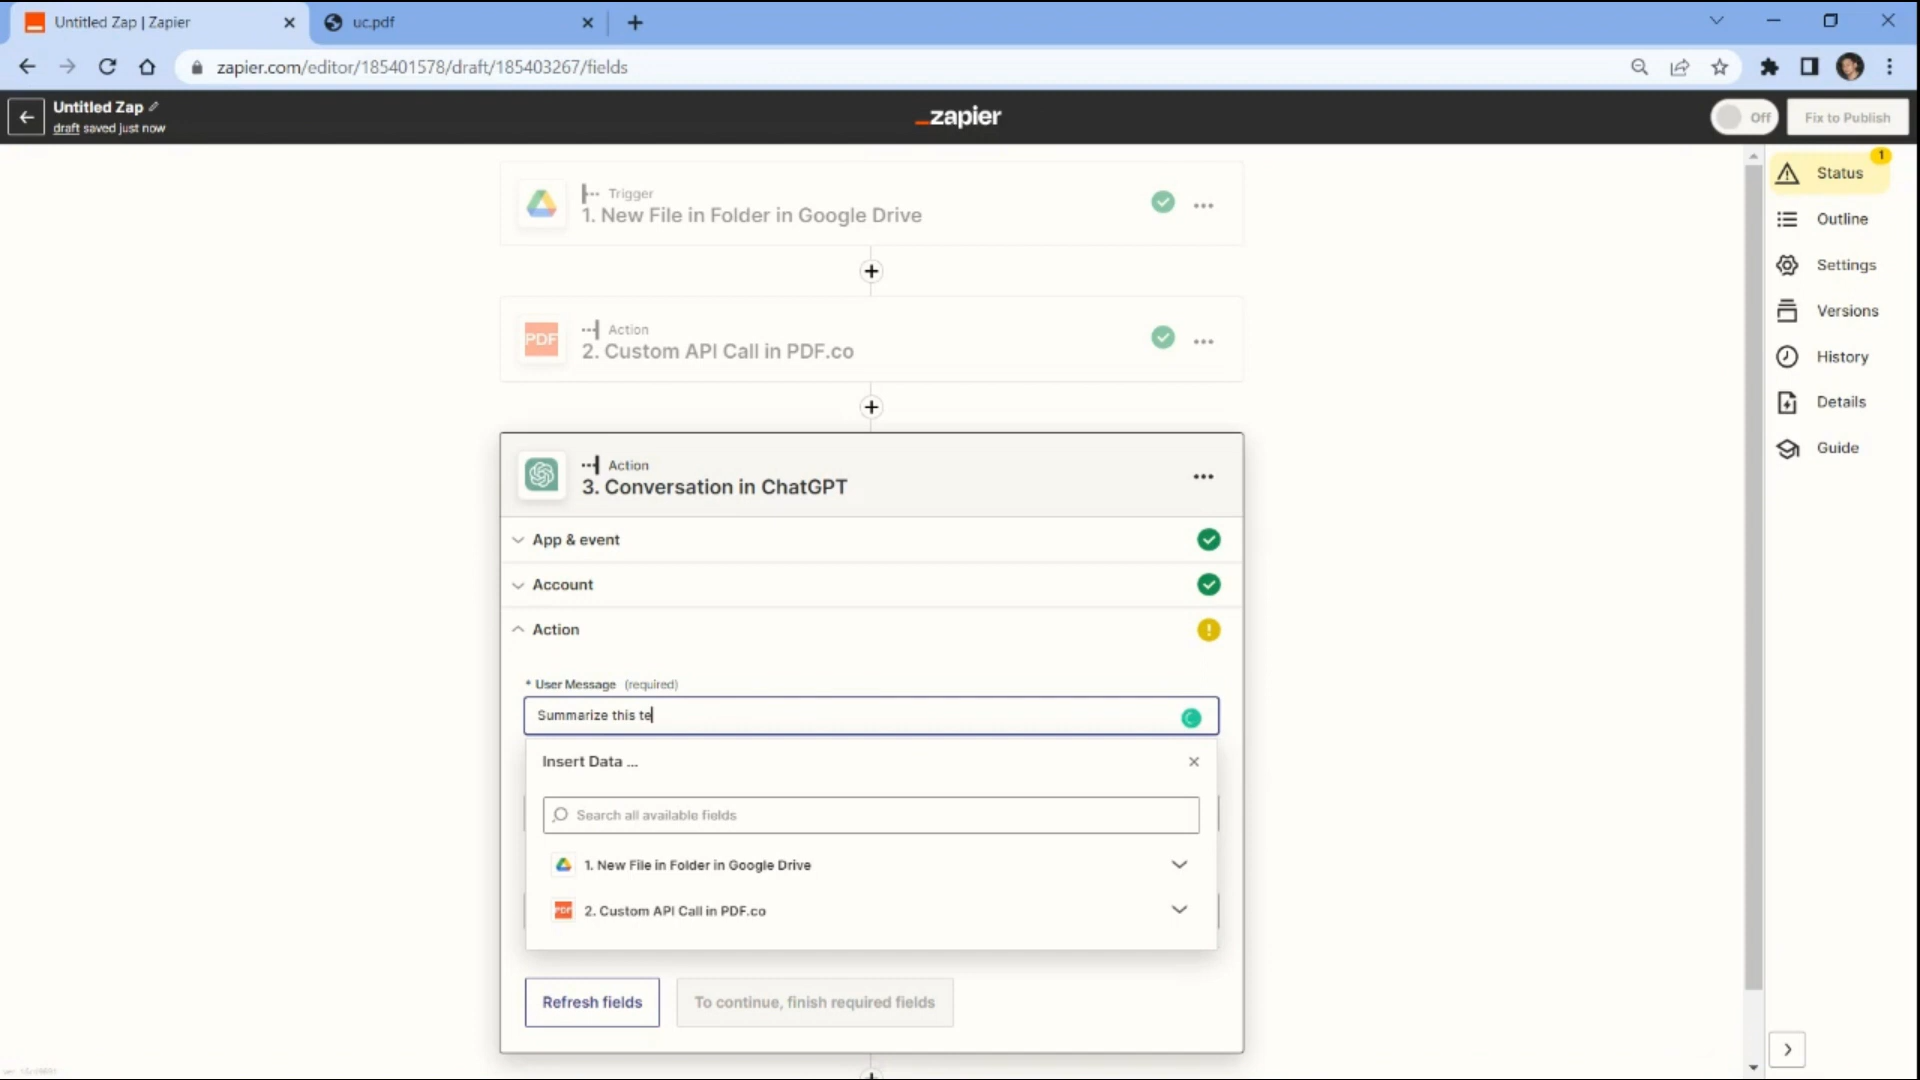 Untitled Zap | Zapier
uc.pdf
zapier.com/editor/185401578/draft/185403267/fields
Untitled Zap
draft saved just now
_zapier
Off
Fix to Publish
Trigger
1. New File in Folder in Google Drive
1
Status
Outline
Settings
Versions
History
Details
Guide
PDF
Action
2. Custom API Call in PDF.co
Action
3. Conversation in ChatGPT
App & event
Account
Action
* User Message (required)
Summarize this te
Insert Data ...
Search all available fields
1. New File in Folder in Google Drive
PDF
2. Custom API Call in PDF.co
Refresh fields
To continue, finish required fields